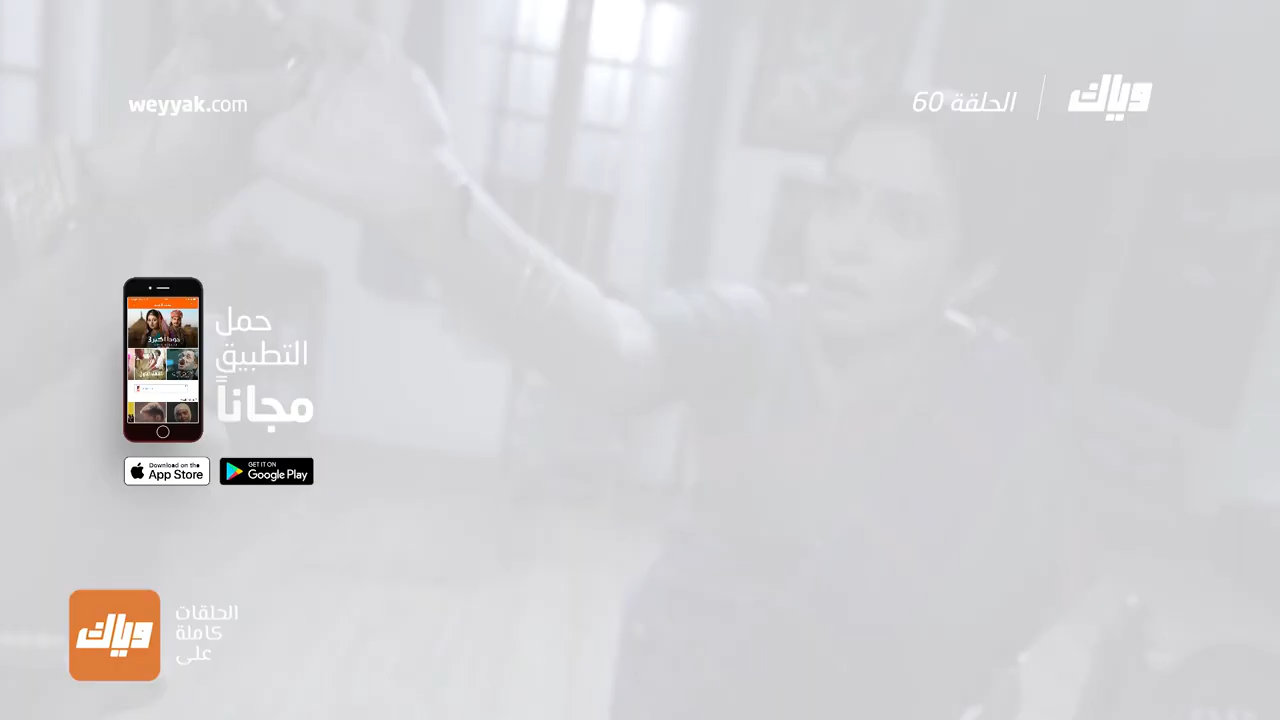 وياك
الحلقة 60
weyyak.com
حمل
التطبيق
مجاناً
Download on the
App Store
GET IT ON
Google Play
الحلقات
كاملة
على
وياك